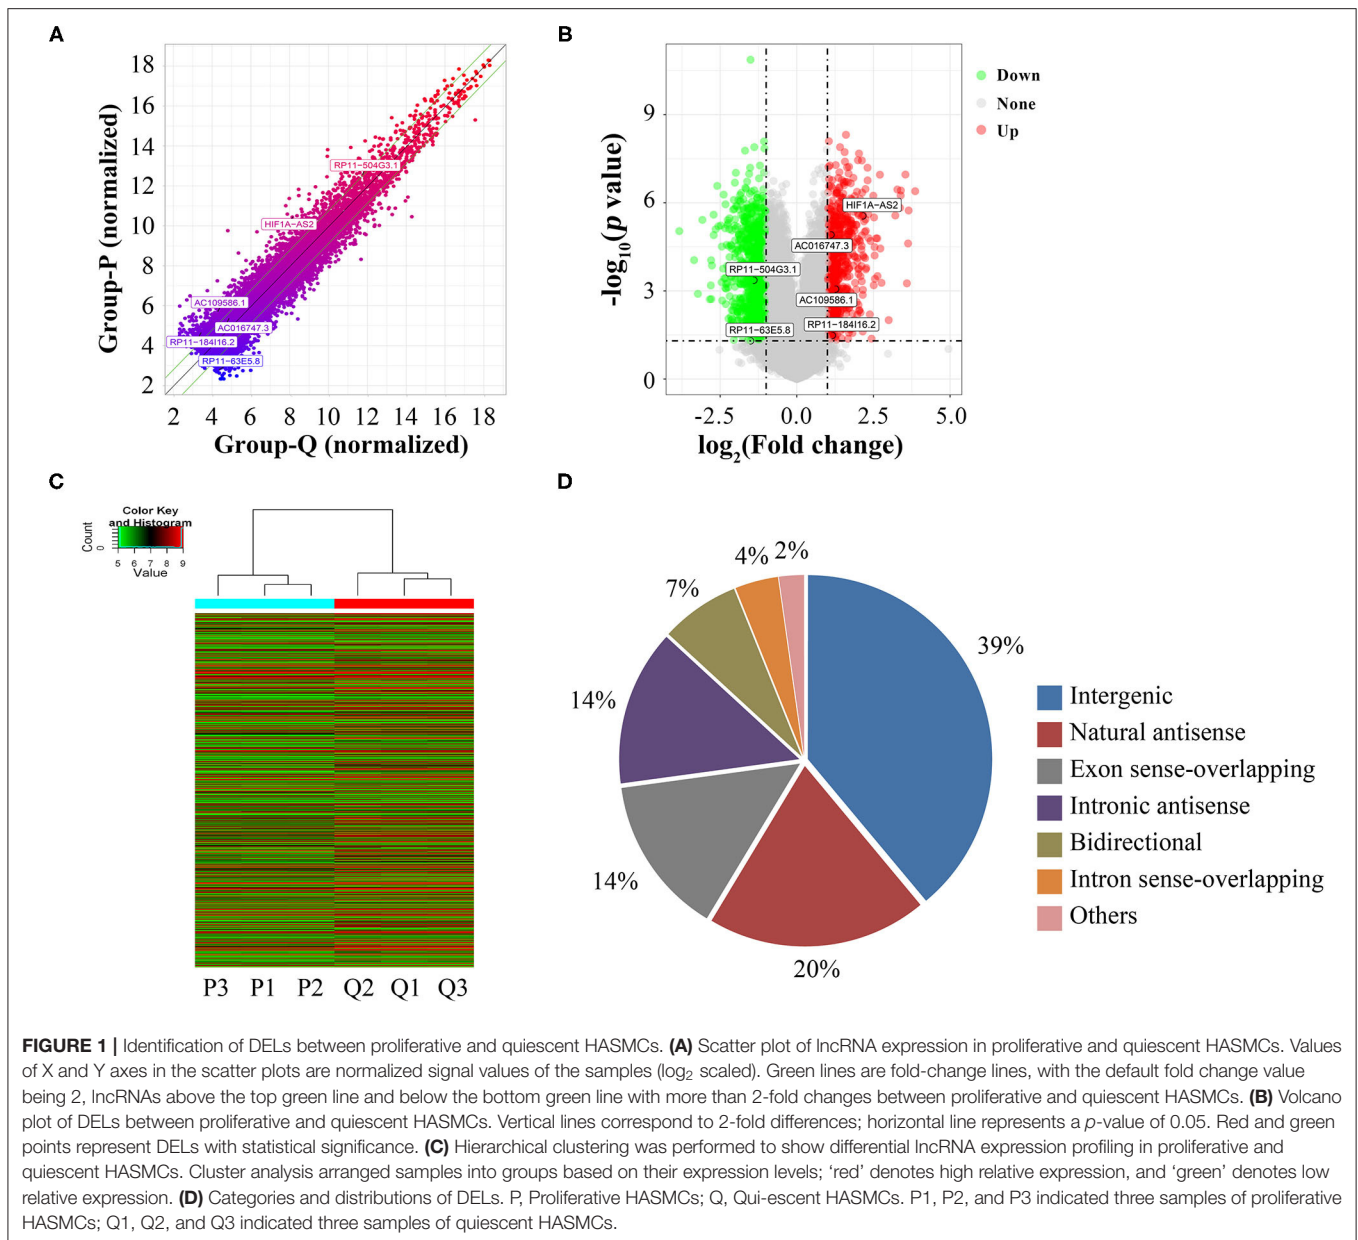 A
18
16
14
12
10
8
6
4
2
Group-P (normalized)
RP11−504G3.1
HIF1A−AS2
AC109586.1
AC016747.3
RP11−184I16.2
RP11−63E5.8
2 4 6 8 10 12 14 16 18
Group-Q (normalized)
B
9
6
3
0
-log10(p value)
HIF1A−AS2
AC016747.3
RP11−504G3.1
AC109586.1
RP11−184I16.2
RP11−63E5.8
-2.5 0.0 2.5 5.0
log2(Fold change)
Down
None
Up
C
Color Key
and Histogram
Count
0
5 6 7 8 9
Value
P3 P1 P2 Q2 Q1 Q3
D
4% 2%
7%
39%
14%
14%
20%
Intergenic
Natural antisense
Exon sense-overlapping
Intronic antisense
Bidirectional
Intron sense-overlapping
Others
FIGURE 1 | Identification of DELs between proliferative and quiescent HASMCs. (A) Scatter plot of lncRNA expression in proliferative and quiescent HASMCs. Values
of X and Y axes in the scatter plots are normalized signal values of the samples (log2 scaled). Green lines are fold-change lines, with the default fold change value
being 2, lncRNAs above the top green line and below the bottom green line with more than 2-fold changes between proliferative and quiescent HASMCs. (B) Volcano
plot of DELs between proliferative and quiescent HASMCs. Vertical lines correspond to 2-fold differences; horizontal line represents a p-value of 0.05. Red and green
points represent DELs with statistical significance. (C) Hierarchical clustering was performed to show differential lncRNA expression profiling in proliferative and
quiescent HASMCs. Cluster analysis arranged samples into groups based on their expression levels; ‘red’ denotes high relative expression, and ‘green’ denotes low
relative expression. (D) Categories and distributions of DELs. P, Proliferative HASMCs; Q, Qui-escent HASMCs. P1, P2, and P3 indicated three samples of proliferative
HASMCs; Q1, Q2, and Q3 indicated three samples of quiescent HASMCs.